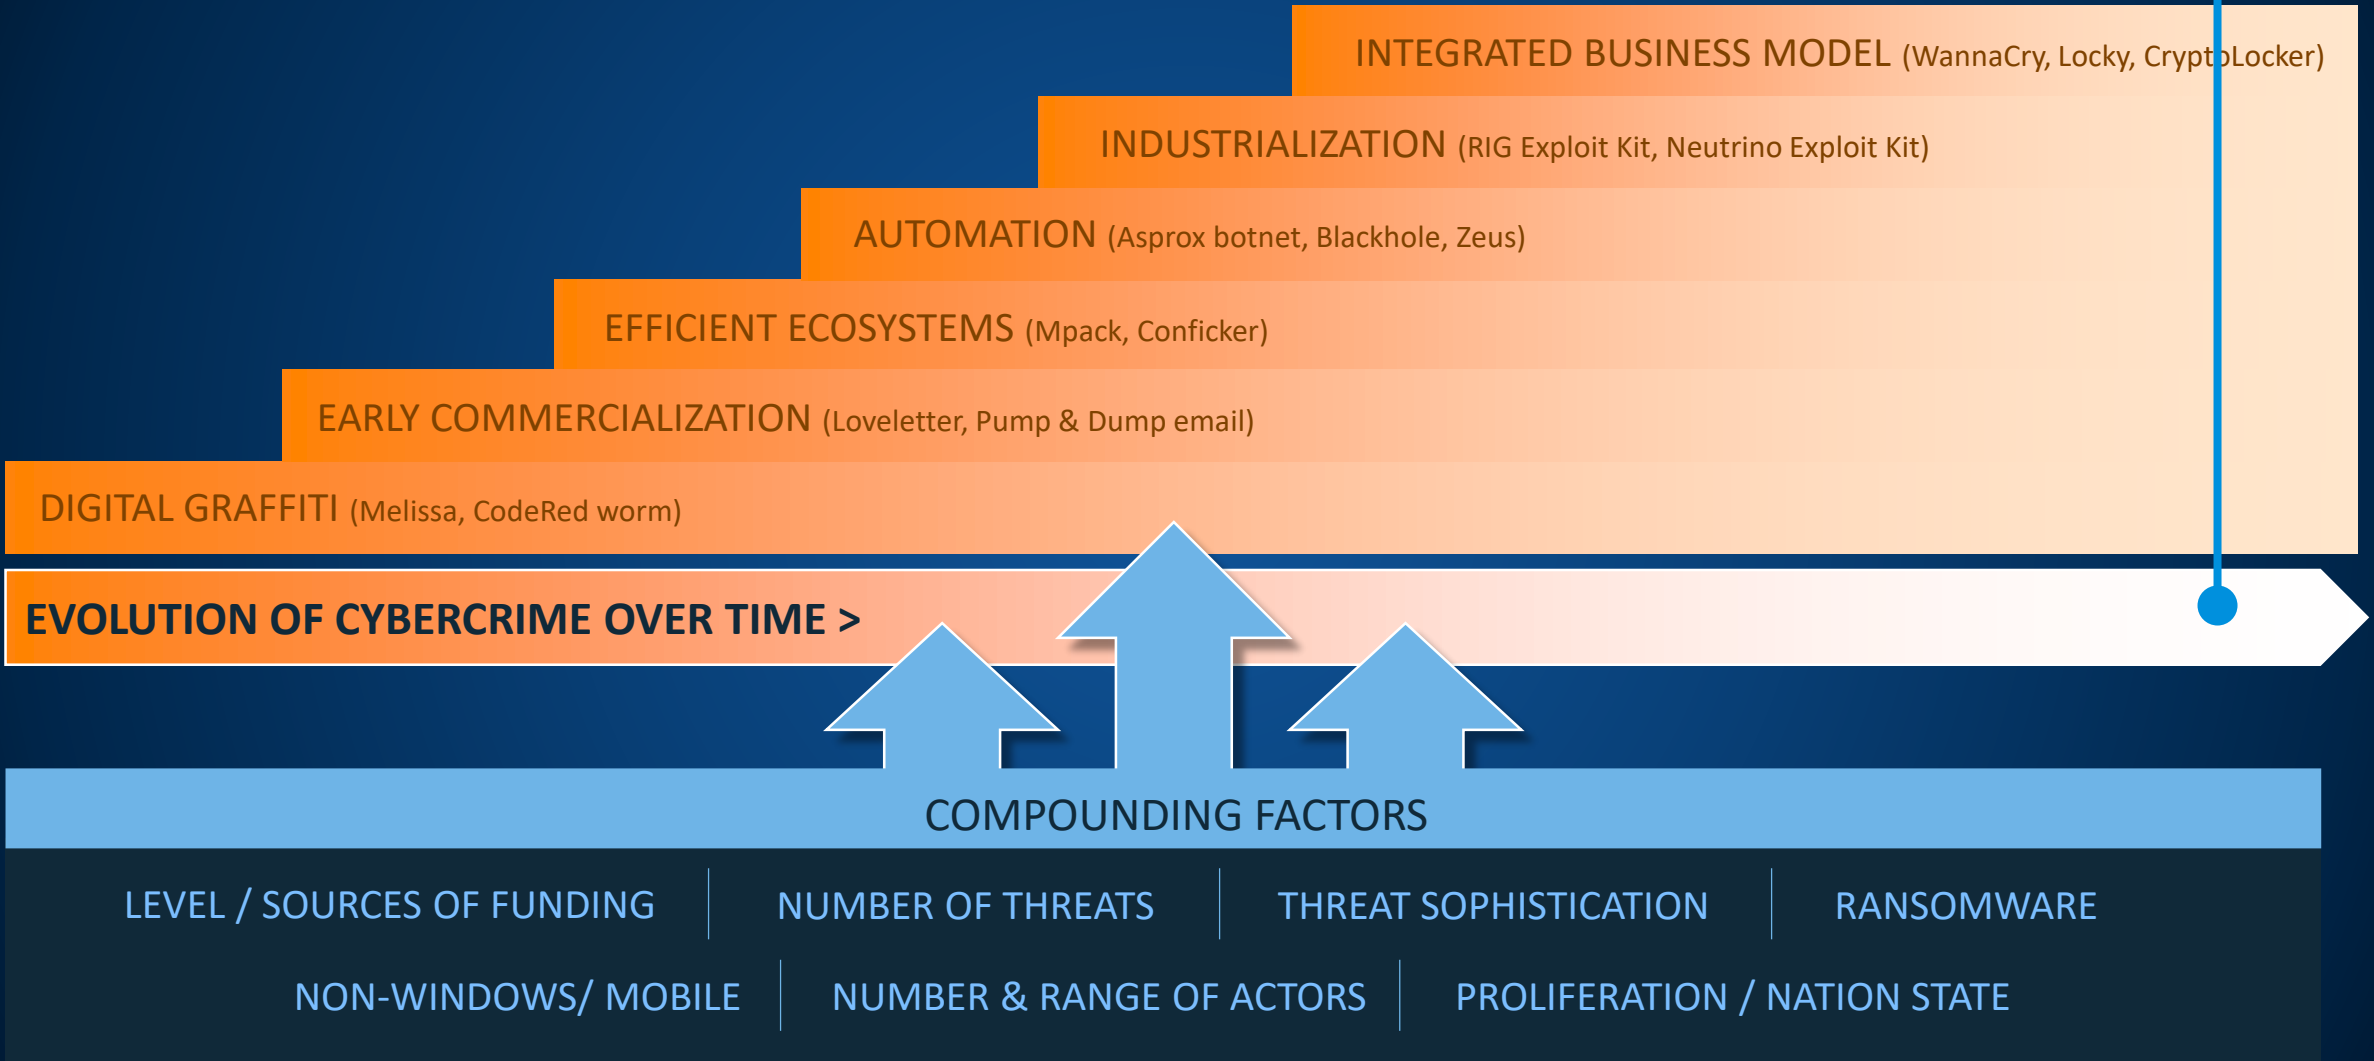 INTEGRATED BUSINESS MODEL (WannaCry, Locky, CryptoLocker)
INDUSTRIALIZATION (RIG Exploit Kit, Neutrino Exploit Kit)
AUTOMATION (Asprox botnet, Blackhole, Zeus)
EFFICIENT ECOSYSTEMS (Mpack, Conficker)
EARLY COMMERCIALIZATION (Loveletter, Pump & Dump email)
DIGITAL GRAFFITI (Melissa, CodeRed worm)
EVOLUTION OF CYBERCRIME OVER TIME >
COMPOUNDING FACTORS
LEVEL / SOURCES OF FUNDING NUMBER OF THREATS THREAT SOPHISTICATION RANSOMWARE
NON-WINDOWS/ MOBILE NUMBER & RANGE OF ACTORS PROLIFERATION / NATION STATE